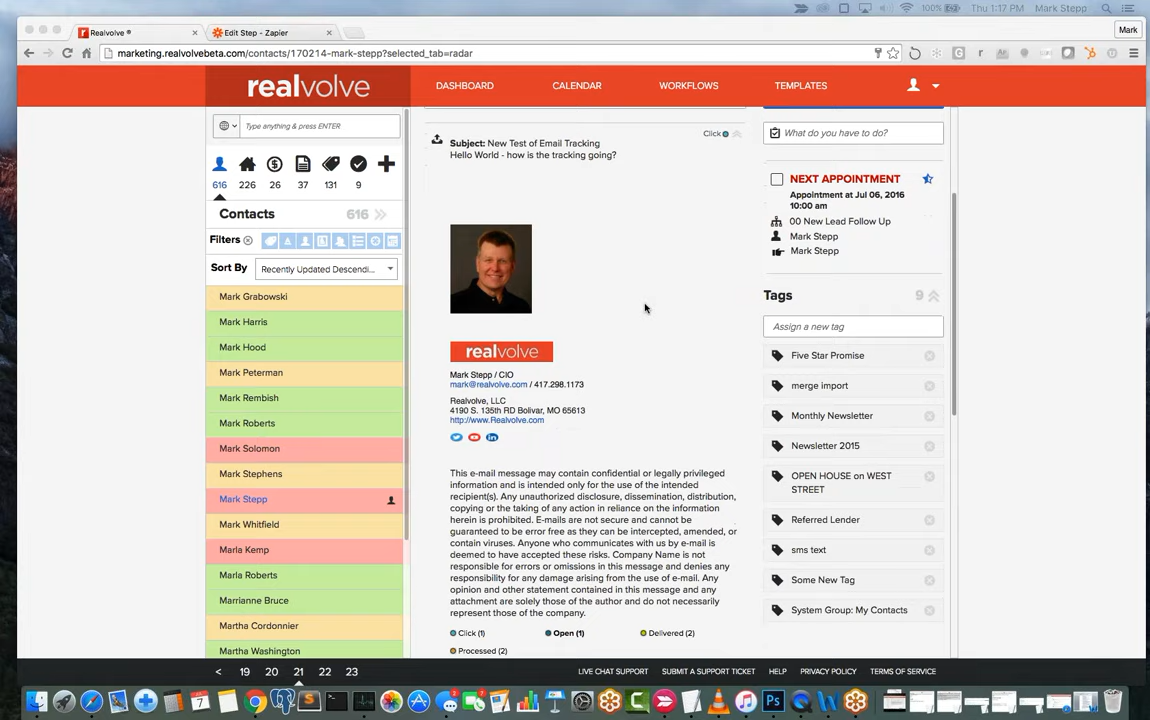 100% Thu 1:17 PM Mark Stepp
Realvolve ® × Edit Step - Zapier ×
Mark
marketing.realvolvebeta.com/contacts/170214-mark-stepp?selected_tab=radar
realvolve DASHBOARD CALENDAR WORKFLOWS TEMPLATES
Type anything & press ENTER
616 226 26 37 131 9
Contacts 616
Filters
Sort By Recently Updated Descendi...
Mark Grabowski
Mark Harris
Mark Hood
Mark Peterman
Mark Rembish
Mark Roberts
Mark Solomon
Mark Stephens
Mark Stepp
Mark Whitfield
Marla Kemp
Marla Roberts
Marrianne Bruce
Martha Cordonnier
Martha Washington
< 19 20 21 22 23
Click
Subject: New Test of Email Tracking
Hello World - how is the tracking going?
realvolve
Mark Stepp / CIO
mark@realvolve.com / 417.298.1173
Realvolve, LLC
4190 S. 135th RD Bolivar, MO 65613
http://www.Realvolve.com
This e-mail message may contain confidential or legally privileged
information and is intended only for the use of the intended
recipient(s). Any unauthorized disclosure, dissemination, distribution,
copying or the taking of any action in reliance on the information
herein is prohibited. E-mails are not secure and cannot be
guaranteed to be error free as they can be intercepted, amended, or
contain viruses. Anyone who communicates with us by e-mail is
deemed to have accepted these risks. Company Name is not
responsible for errors or omissions in this message and denies any
responsibility for any damage arising from the use of e-mail. Any
opinion and other statement contained in this message and any
attachment are solely those of the author and do not necessarily
represent those of the company.
Click (1) Open (1) Delivered (2)
Processed (2)
What do you have to do?
NEXT APPOINTMENT
Appointment at Jul 06, 2016
10:00 am
00 New Lead Follow Up
Mark Stepp
Mark Stepp
Tags 9
Assign a new tag
Five Star Promise
merge import
Monthly Newsletter
Newsletter 2015
OPEN HOUSE on WEST
STREET
Referred Lender
sms text
Some New Tag
System Group: My Contacts
LIVE CHAT SUPPORT SUBMIT A SUPPORT TICKET HELP PRIVACY POLICY TERMS OF SERVICE